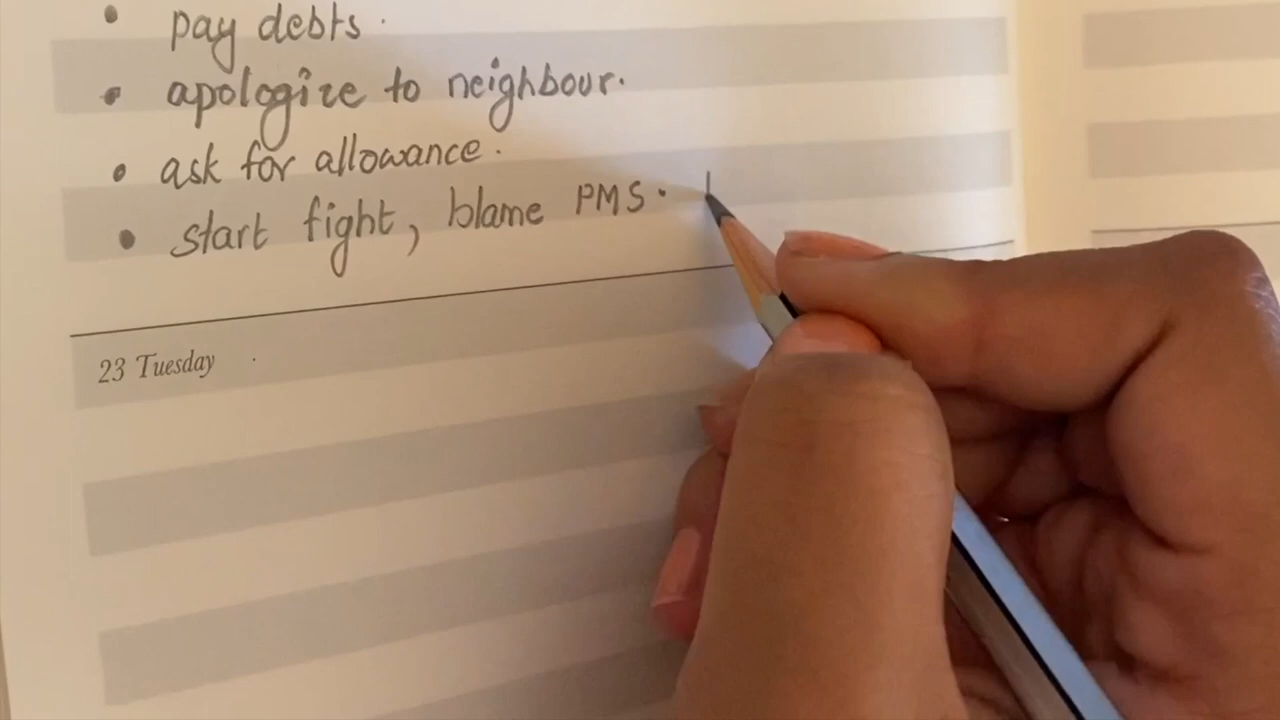 • pay debts.
• apologize to neighbour.
• ask for allowance.
• start fight, blame PMS.
23 Tuesday